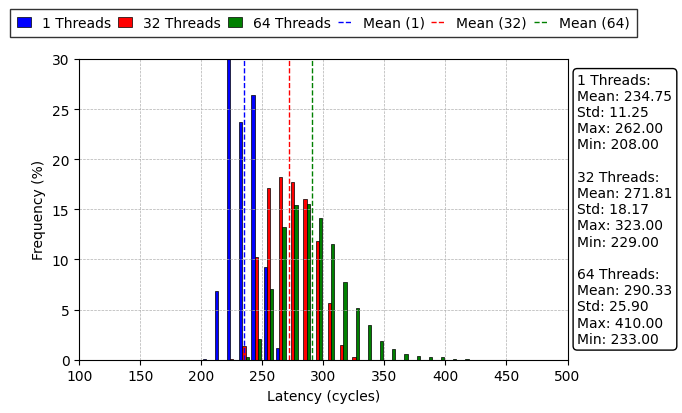 1 Threads 32 Threads 64 Threads Mean (1) Mean (32) Mean (64)
30
25
20
15
10
5
0
Frequency (%)
100 150 200 250 300 350 400 450 500
Latency (cycles)
1 Threads:
Mean: 234.75
Std: 11.25
Max: 262.00
Min: 208.00
32 Threads:
Mean: 271.81
Std: 18.17
Max: 323.00
Min: 229.00
64 Threads:
Mean: 290.33
Std: 25.90
Max: 410.00
Min: 233.00